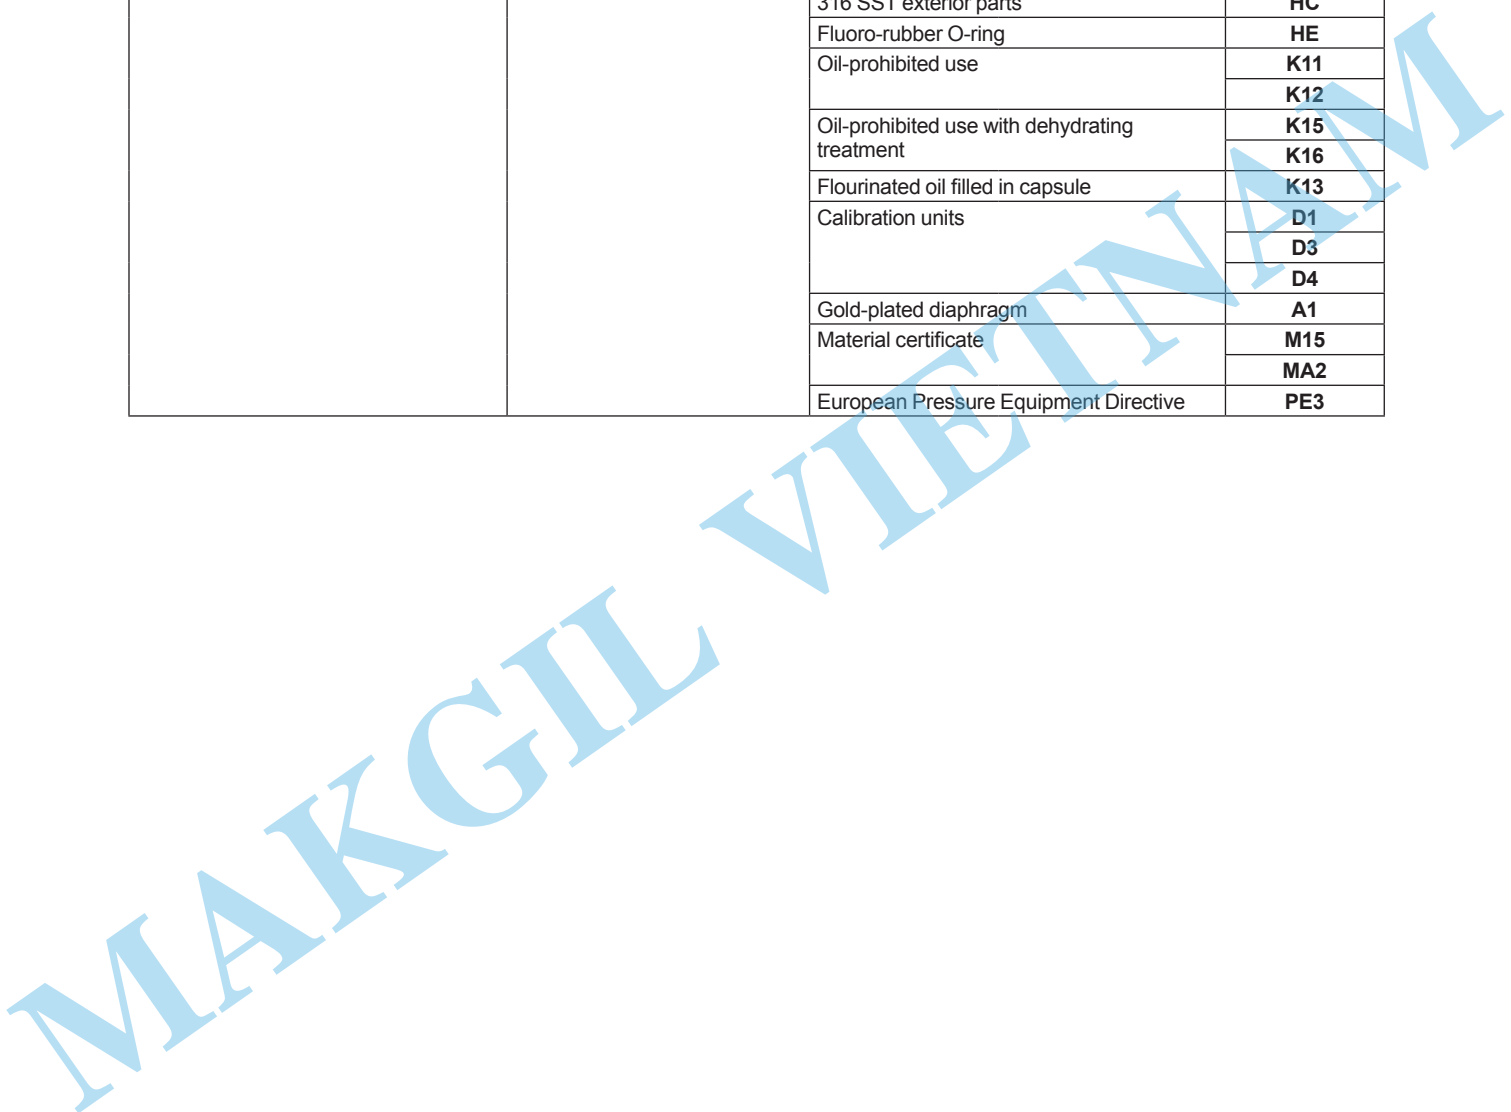 316 SST exterior parts HC
Fluoro-rubber O-ring HE
Oil-prohibited use K11
K12
Oil-prohibited use with dehydrating K15
treatment K16
Flourinated oil filled in capsule K13
Calibration units D1
D3
D4
Gold-plated diaphragm A1
Material certificate M15
MA2
European Pressure Equipment Directive PE3
MAKGIL VIETNAM